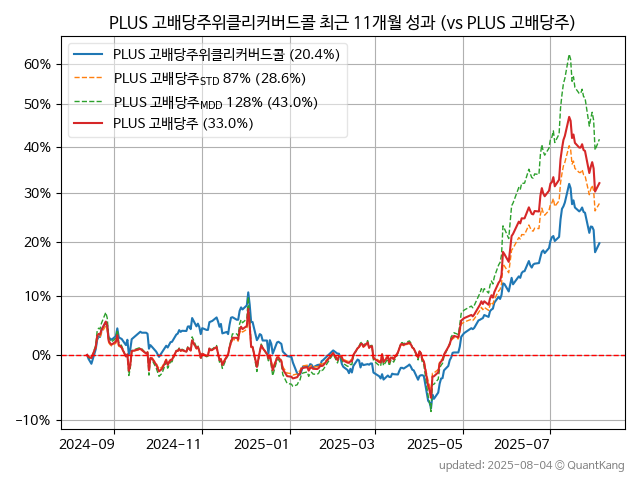 PLUS 고배당주위클리커버드콜 최근 11개월 성과 (vs PLUS 고배당주)
PLUS 고배당주위클리커버드콜 (20.4%)
PLUS 고배당주STD 87% (28.6%)
PLUS 고배당주MDD 128% (43.0%)
PLUS 고배당주 (33.0%)
60%
50%
40%
30%
20%
10%
0%
−10%
2024-09 2024-11 2025-01 2025-03 2025-05 2025-07
updated: 2025-08-04 © QuantKang